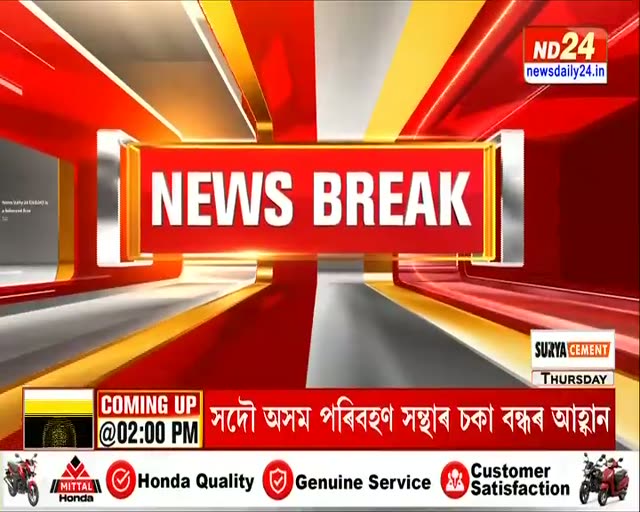 ND24
newsdaily24.in
NEWS BREAK
SURYA CEMENT
THURSDAY
COMING UP
@02:00 PM
সদৌ অসম পৰিবহণ সন্থাৰ চকা বন্ধৰ আহ্বান
MITTAL
Honda
Honda Quality
Genuine Service
Customer
Satisfaction